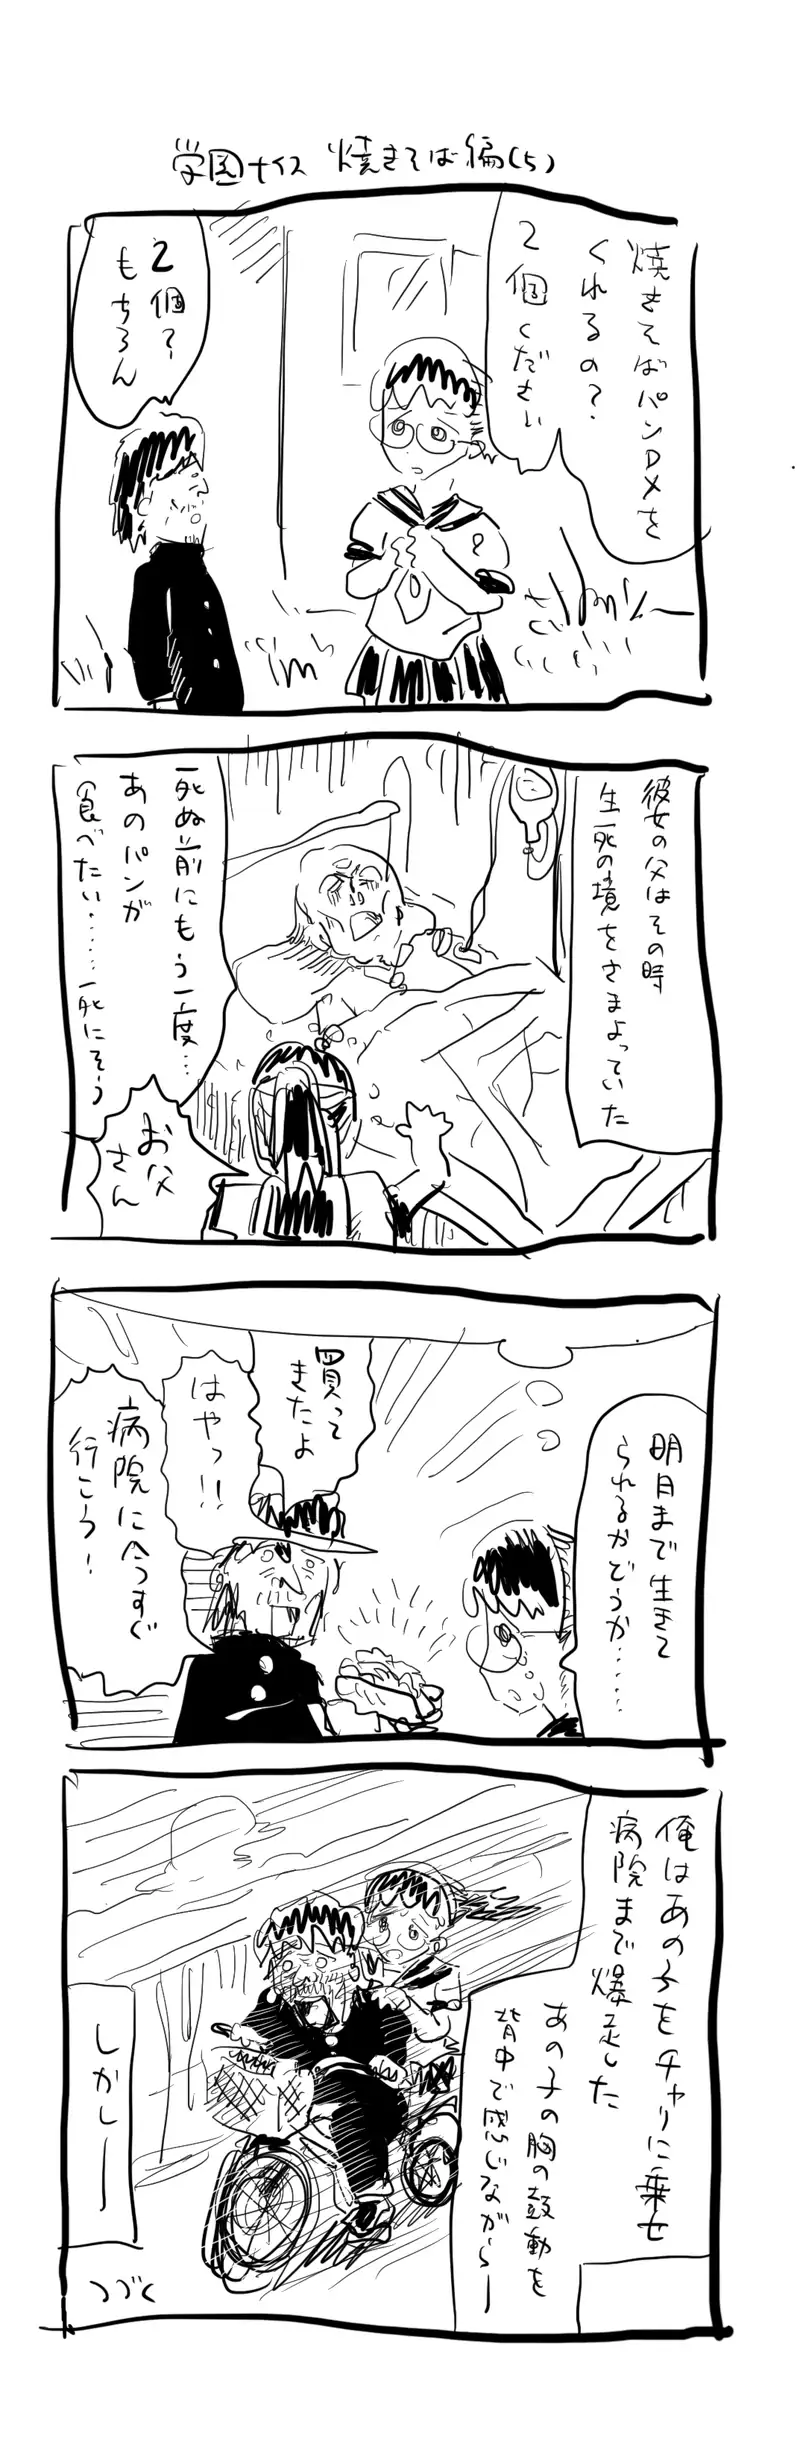 学園ナイス 焼きそば編(5)
焼きそばパンDXを
くれるの？
2個ください
2個？
もちろん
彼女の父はその時
生死の境をさまよっていた
死ぬ前にもう一度…
あのパンが
食べたい……死にそう
お父
さん
明日まで生きて
られるかどうか……
買って
きたよ
はやっ!!
病院に今すぐ
行こう！
俺はあの子をチャリに乗せ
病院まで爆走した
あの子の胸の鼓動を
背中で感じながら―
しかし―
つづく